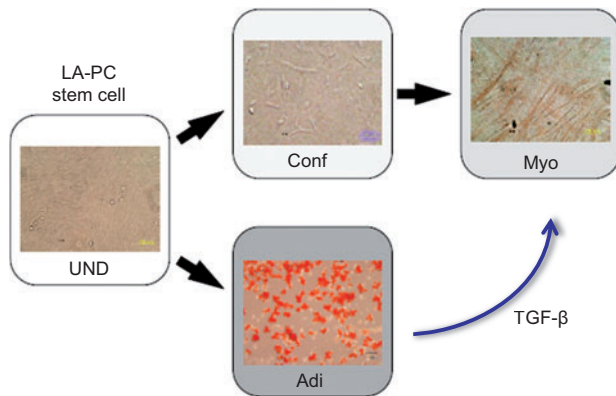 LA-PC
stem cell
UND
Conf
Myo
Adi
TGF-β